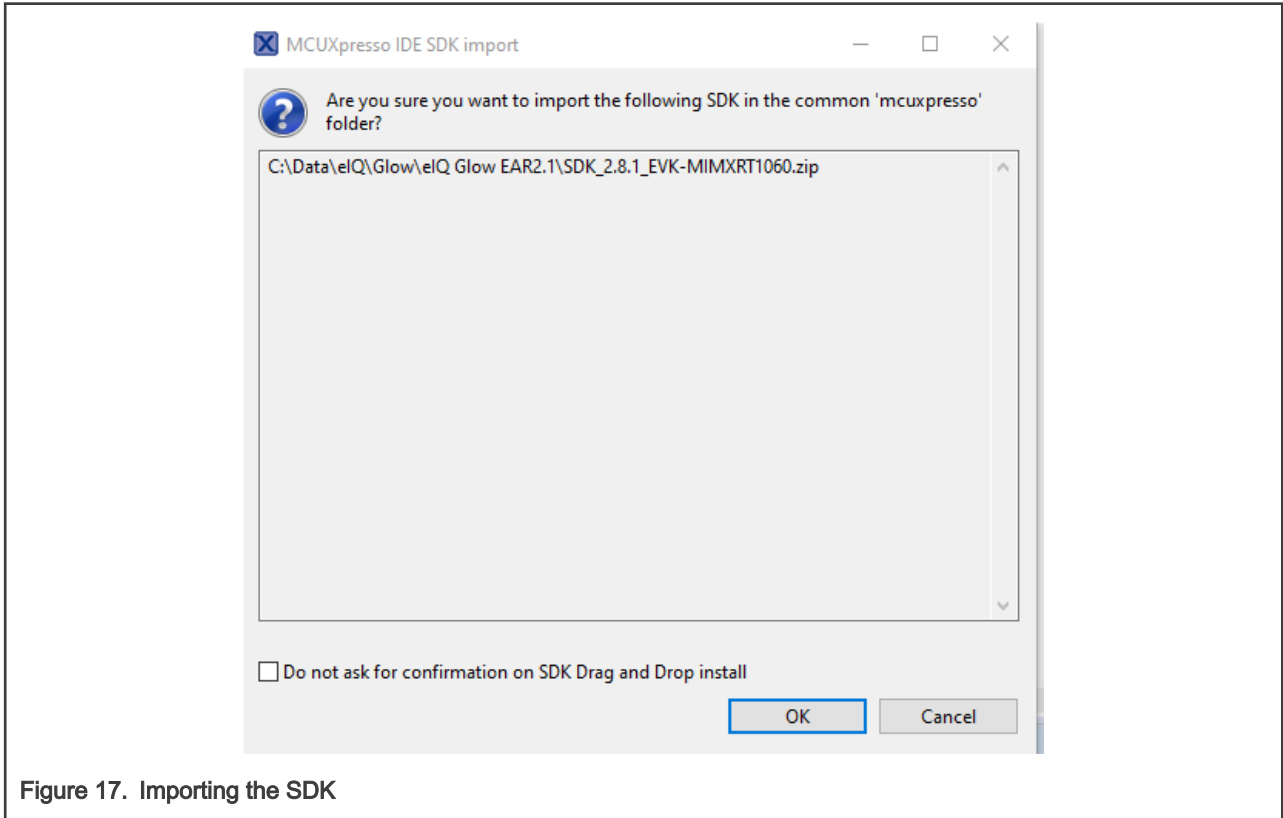 MCUXpresso IDE SDK import
Are you sure you want to import the following SDK in the common 'mcuxpresso'
folder?
C:\Data\eIQ\Glow\eIQ Glow EAR2.1\SDK_2.8.1_EVK-MIMXRT1060.zip
Do not ask for confirmation on SDK Drag and Drop install
OK
Cancel
Figure 17. Importing the SDK